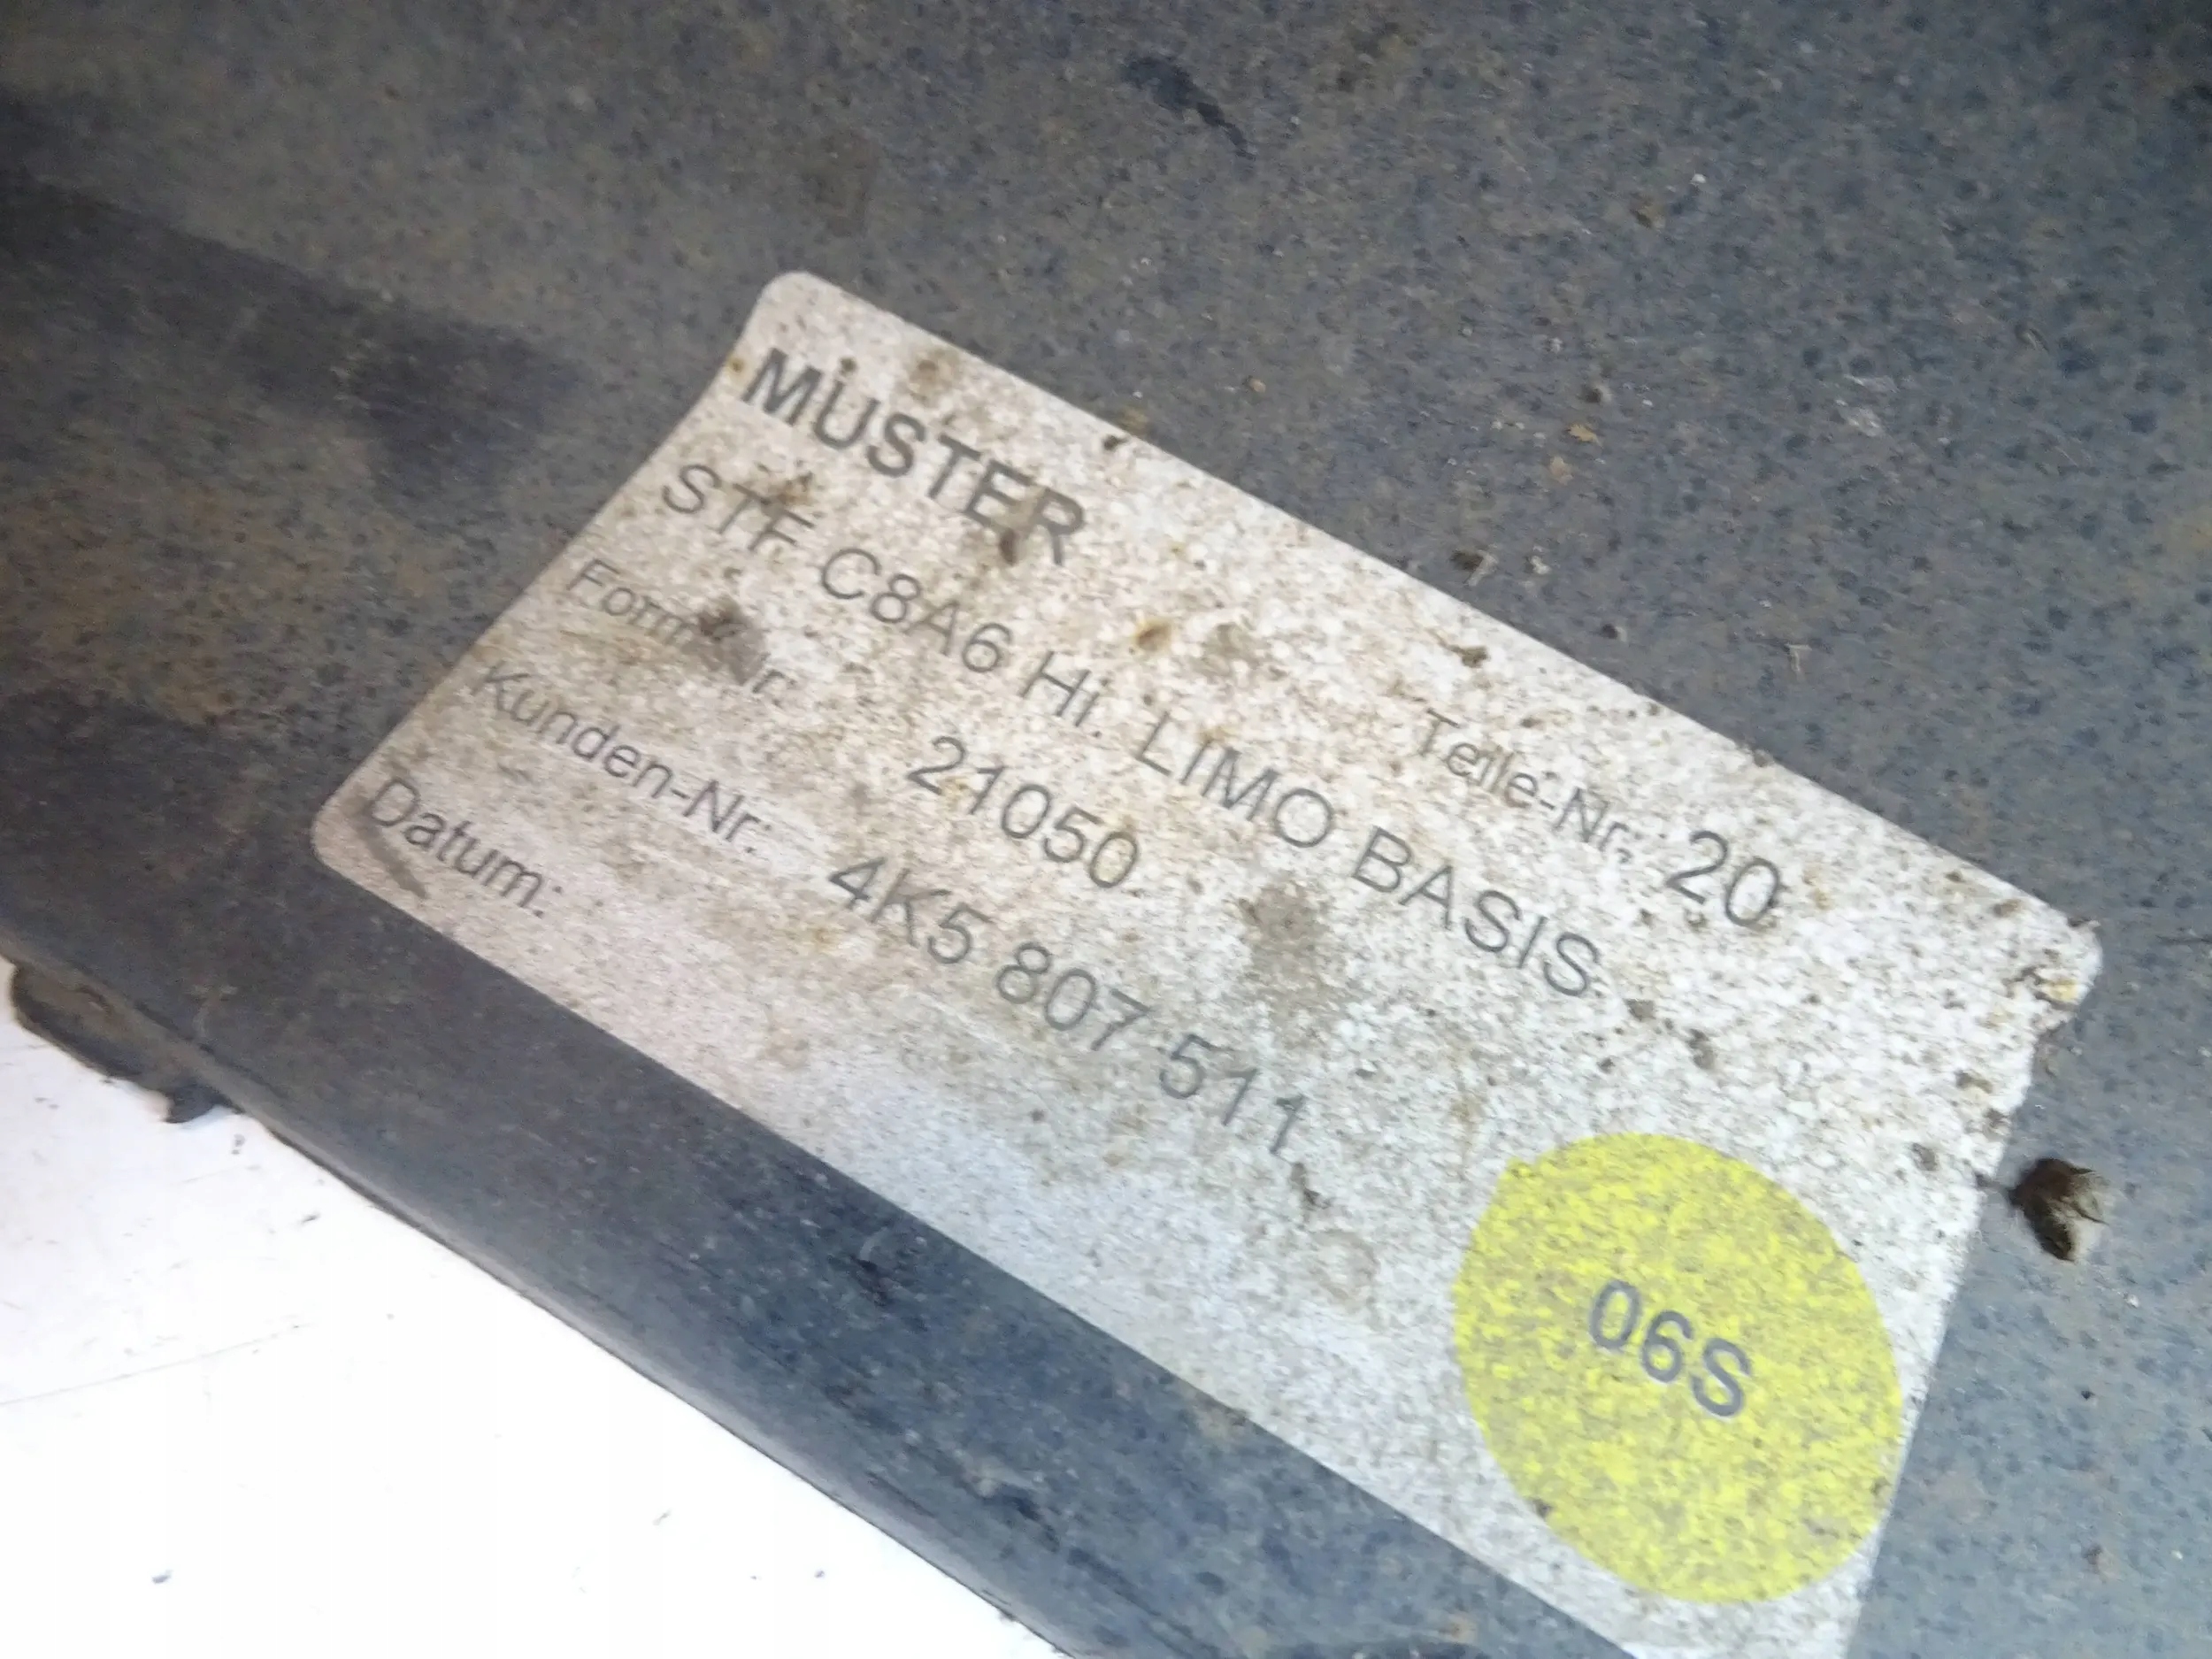 MUSTER
Teile-Nr.: 20
STF C8A6 Hi. LIMO BASIS
Form-Nr. 21050
Kunden-Nr.: 4K5 807 511
Datum:
06S